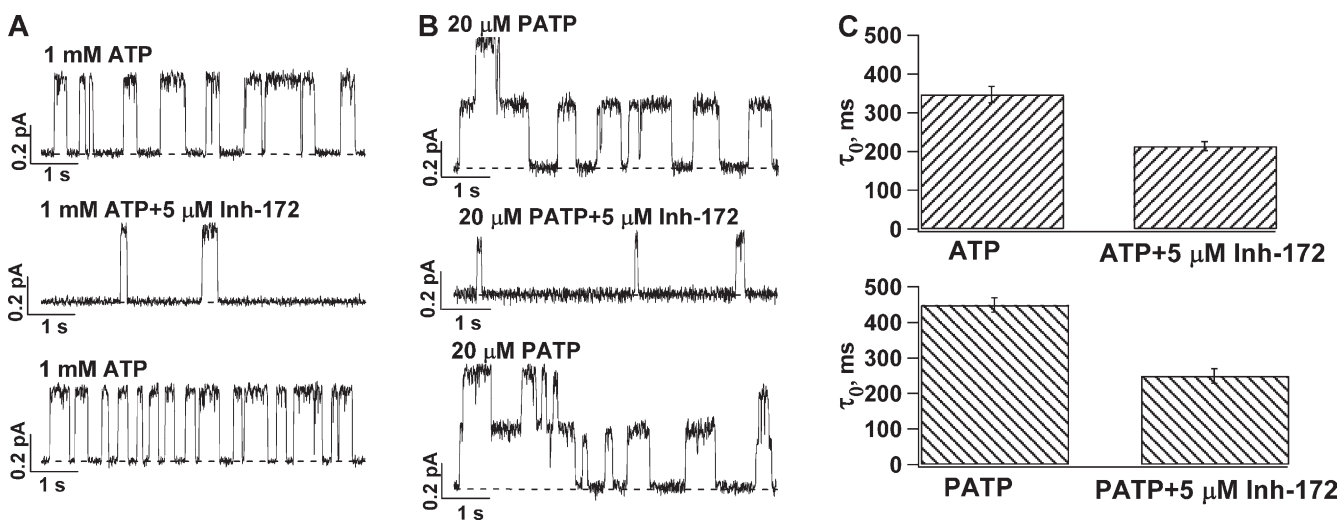 A
1 mM ATP
0.2 pA
1 s
1 mM ATP+5 μM Inh-172
0.2 pA
1 s
1 mM ATP
0.2 pA
1 s
B
20 μM PATP
0.2 pA
1 s
20 μM PATP+5 μM Inh-172
0.2 pA
1 s
20 μM PATP
0.2 pA
1 s
C
500
400
300
200
100
0
τ0, ms
ATP
ATP+5 μM Inh-172
500
400
300
200
100
0
τ0, ms
PATP
PATP+5 μM Inh-172